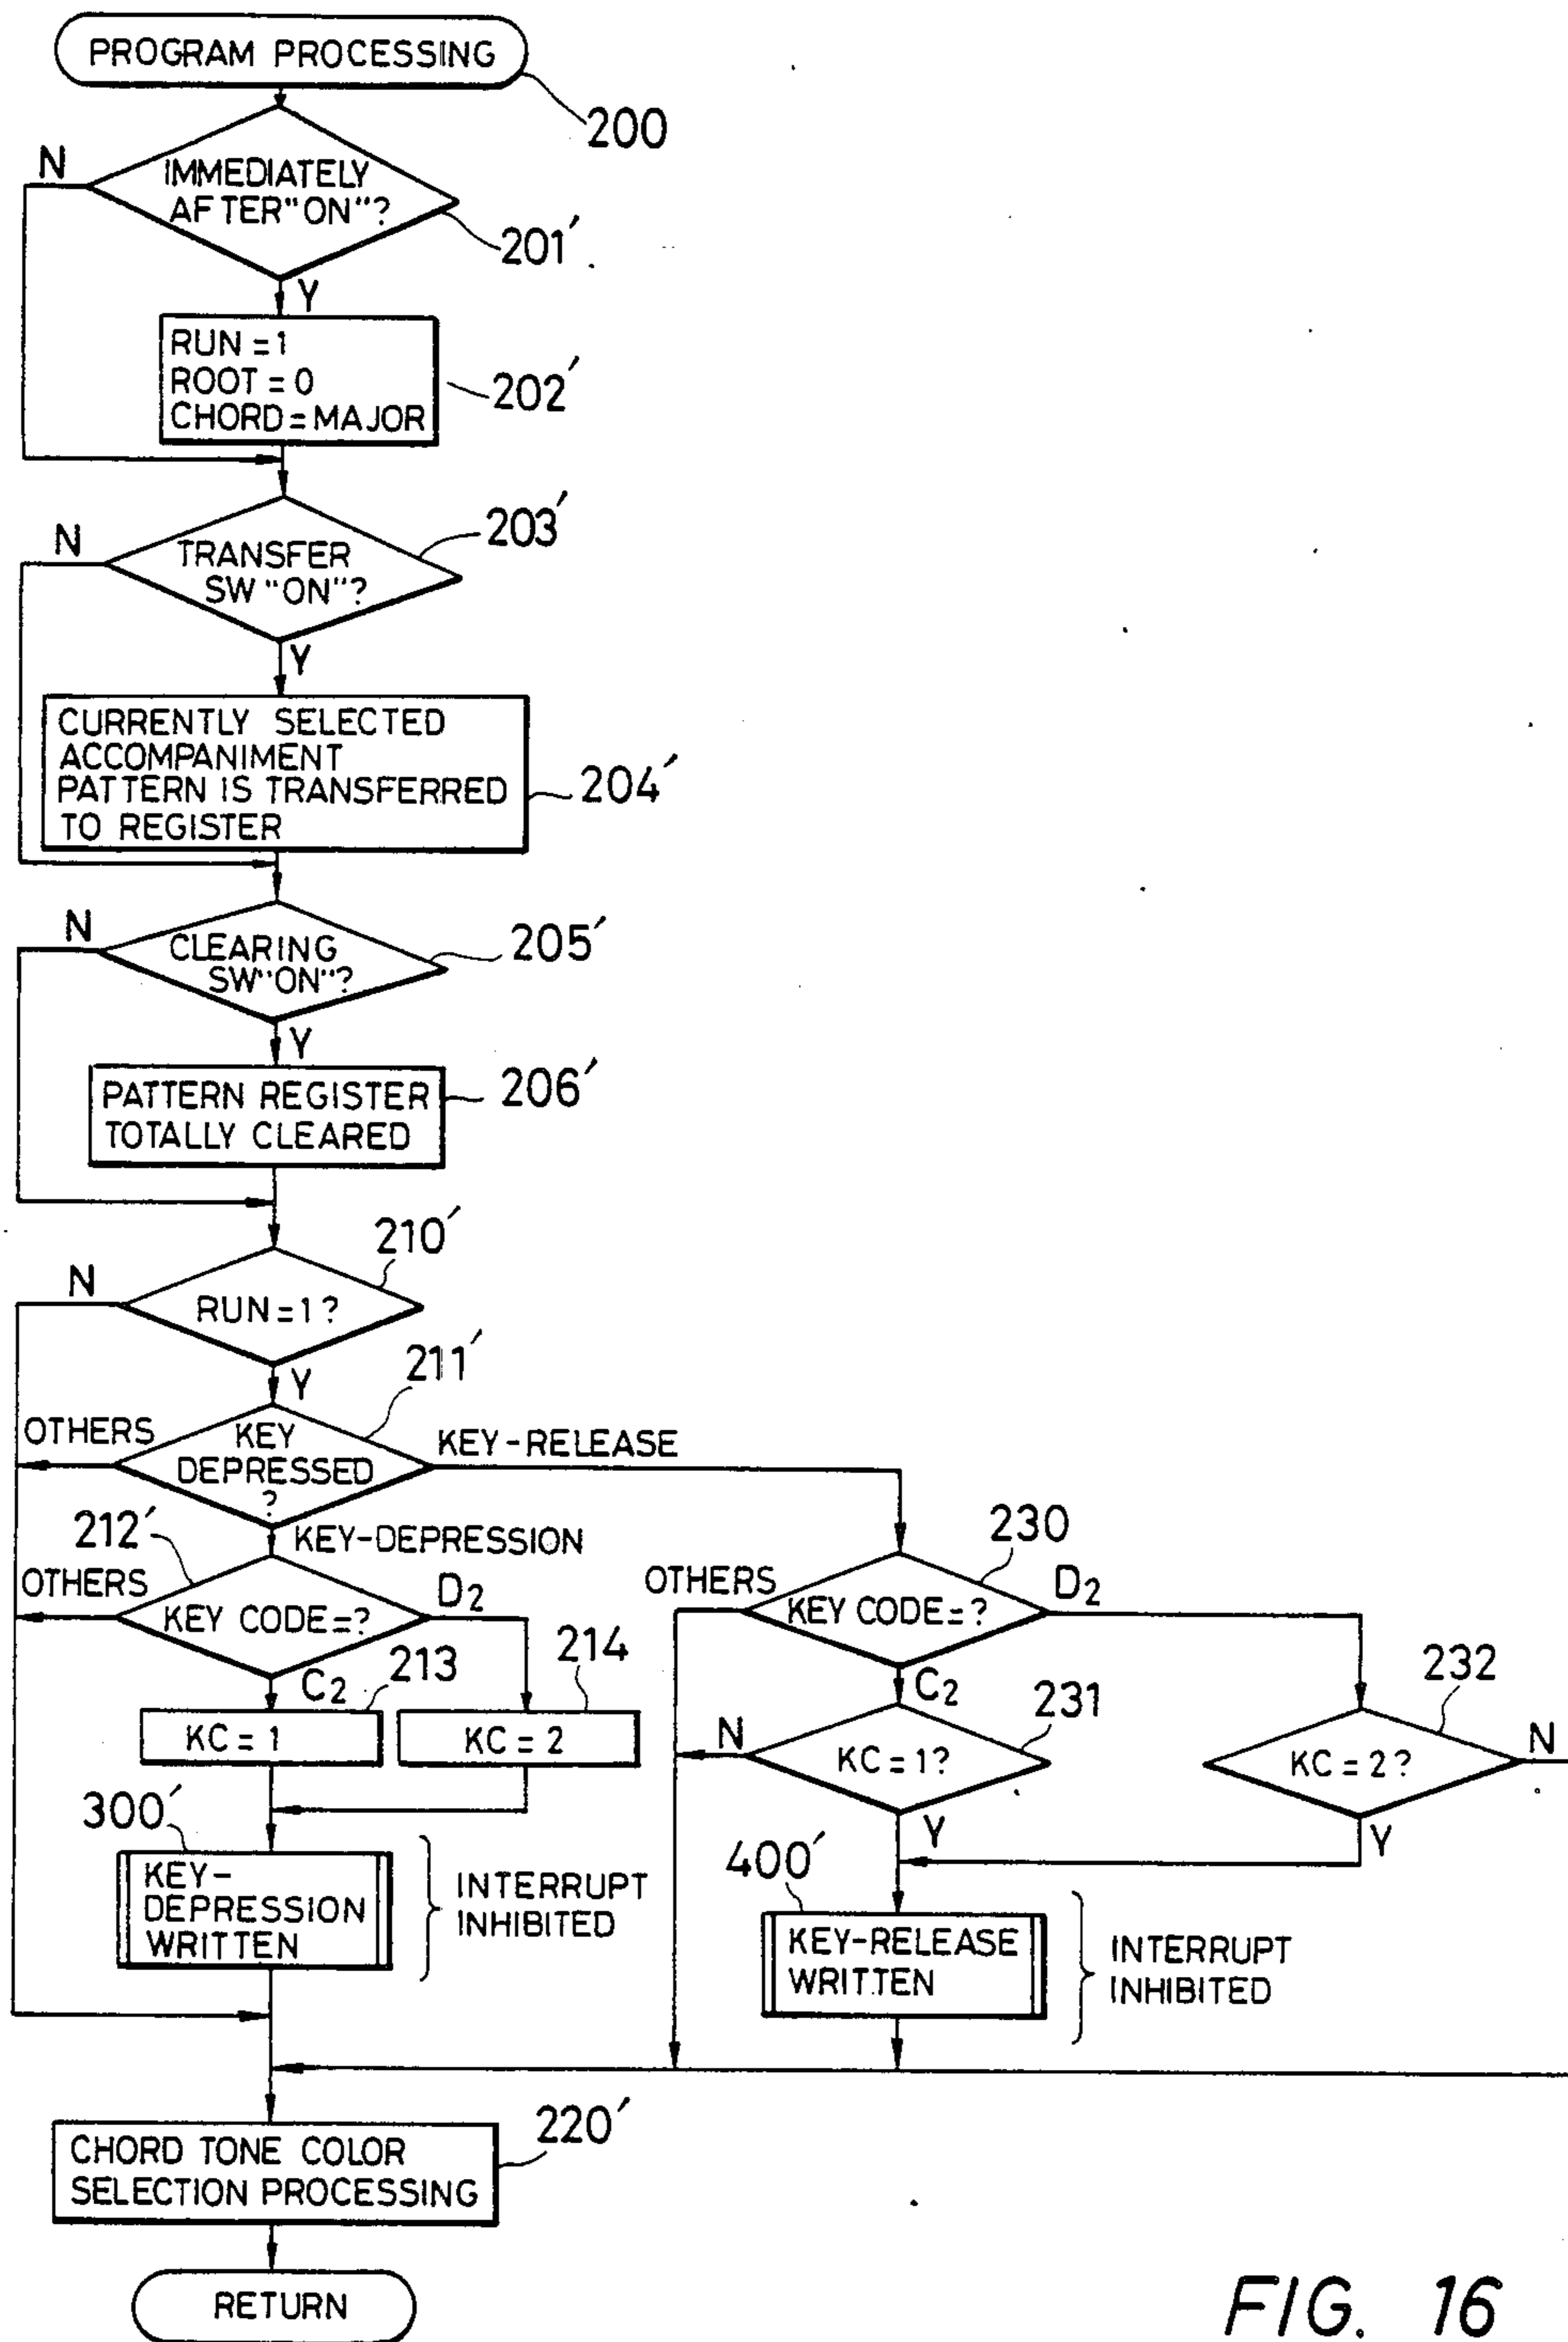 PROGRAM PROCESSING
200
N
IMMEDIATELY
AFTER "ON"?
201'
Y
RUN = 1
ROOT = 0
CHORD = MAJOR
202'
N
TRANSFER
SW "ON"?
203'
Y
CURRENTLY SELECTED
ACCOMPANIMENT
PATTERN IS TRANSFERRED
TO REGISTER
204'
N
CLEARING
SW "ON"?
205'
Y
PATTERN REGISTER
TOTALLY CLEARED
206'
210'
N
RUN = 1 ?
211'
Y
OTHERS
KEY
DEPRESSED
?
KEY-RELEASE
212'
KEY-DEPRESSION
OTHERS
KEY CODE = ?
D2
C2
213
214
KC = 1
KC = 2
300'
KEY-
DEPRESSION
WRITTEN
INTERRUPT
INHIBITED
230
OTHERS
KEY CODE = ?
D2
C2
231
232
N
KC = 1 ?
KC = 2 ?
N
Y
Y
400'
KEY-RELEASE
WRITTEN
INTERRUPT
INHIBITED
220'
CHORD TONE COLOR
SELECTION PROCESSING
RETURN
FIG. 16